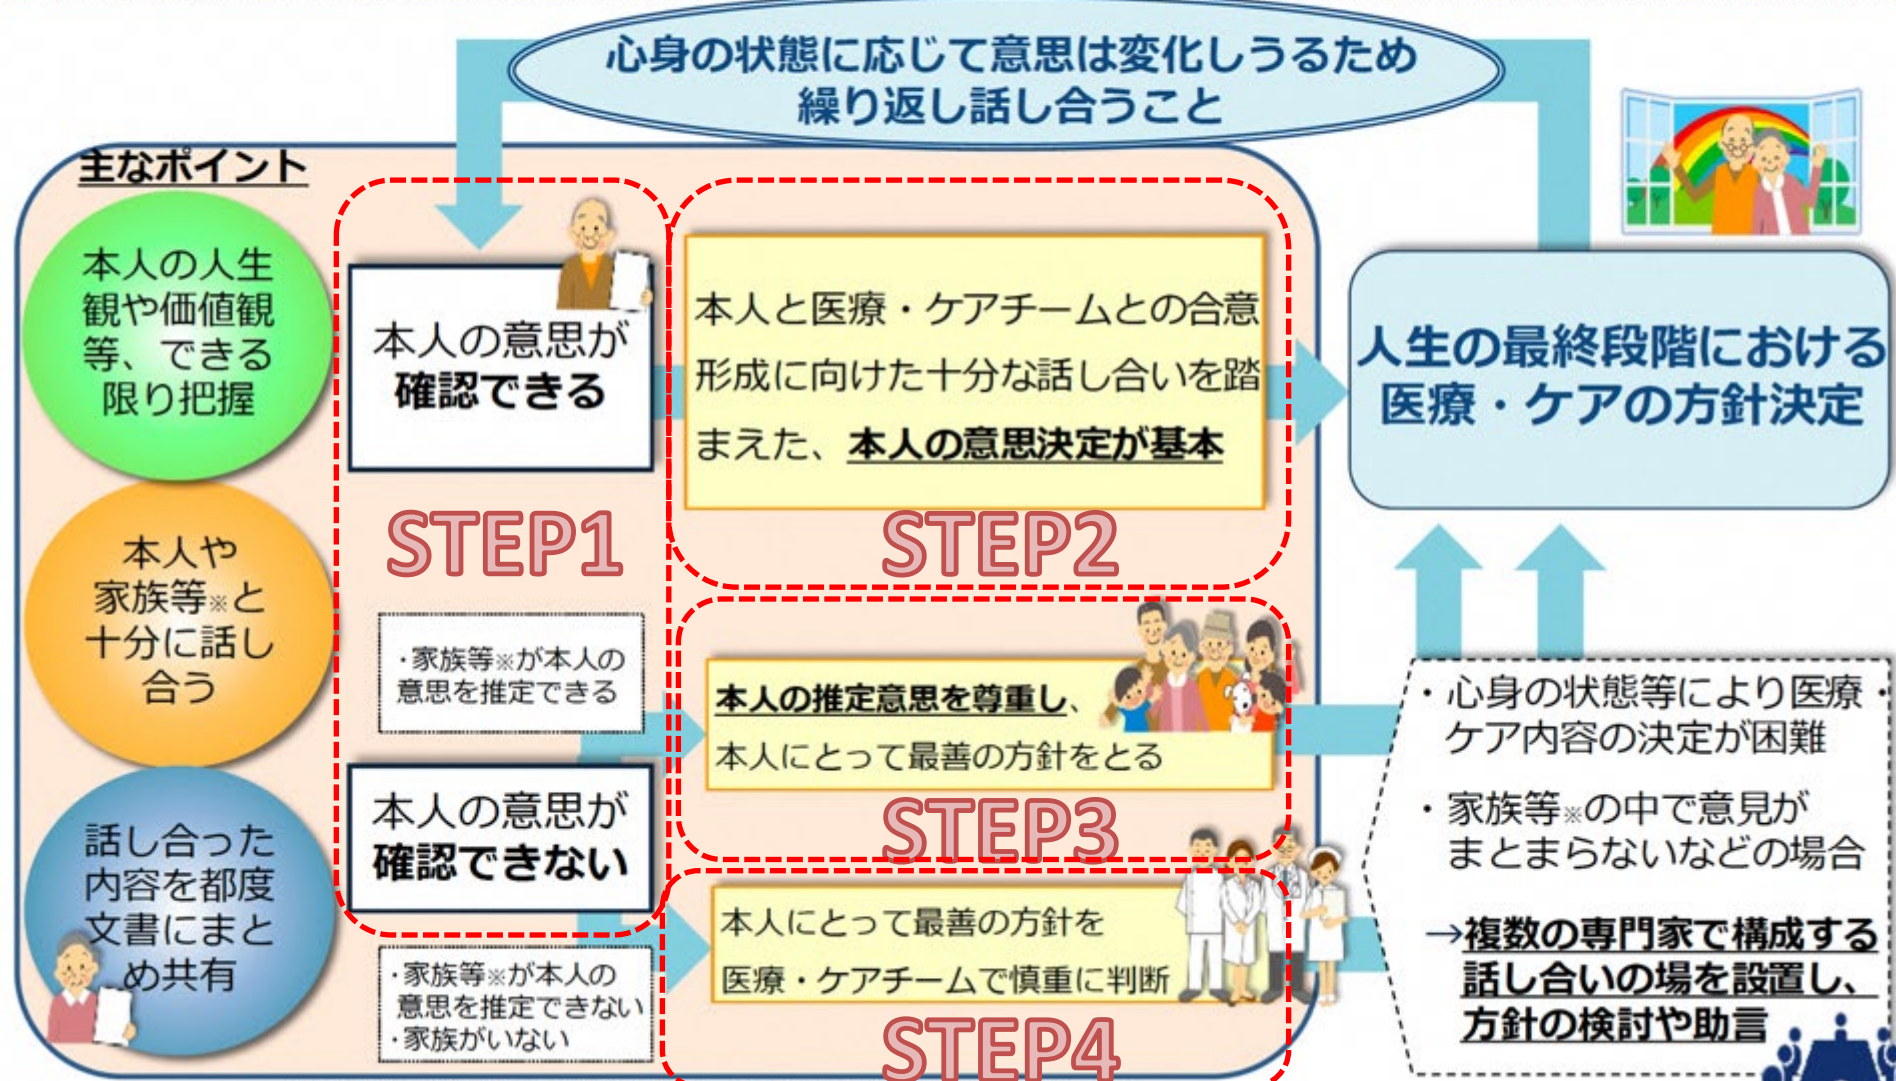 心身の状態に応じて意思は変化しうるため
繰り返し話し合うこと
主なポイント
本人の人生
観や価値観
等、できる
限り把握
本人や
家族等※と
十分に話し
合う
話し合った
内容を都度
文書にまと
め共有
本人の意思が
確認できる
STEP1
・家族等※が本人の
意思を推定できる
本人の意思が
確認できない
・家族等※が本人の
意思を推定できない
・家族がいない
本人と医療・ケアチームとの合意
形成に向けた十分な話し合いを踏
まえた、本人の意思決定が基本
STEP2
本人の推定意思を尊重し、
本人にとって最善の方針をとる
STEP3
本人にとって最善の方針を
医療・ケアチームで慎重に判断
STEP4
人生の最終段階における
医療・ケアの方針決定
・心身の状態等により医療・
ケア内容の決定が困難
・家族等※の中で意見が
まとまらないなどの場合
→複数の専門家で構成する
話し合いの場を設置し、
方針の検討や助言